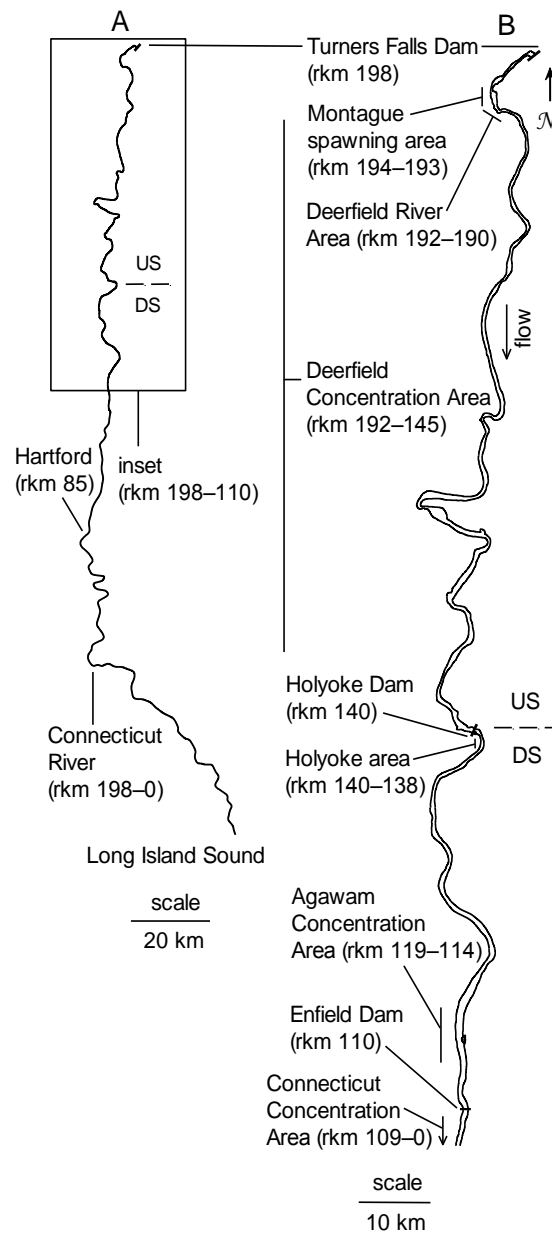 A
US
DS
Hartford
(rkm 85)
inset
(rkm 198–110)
Connecticut
River
(rkm 198–0)
Long Island Sound
scale
20 km
B
Turners Falls Dam
(rkm 198)
N
Montague
spawning area
(rkm 194–193)
Deerfield River
Area (rkm 192–190)
flow
Deerfield
Concentration Area
(rkm 192–145)
Holyoke Dam
(rkm 140)
US
DS
Holyoke area
(rkm 140–138)
Agawam
Concentration
Area (rkm 119–114)
Enfield Dam
(rkm 110)
Connecticut
Concentration
Area (rkm 109–0)
scale
10 km